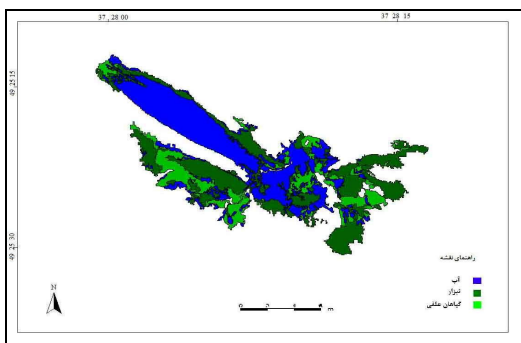 37, 28 00
37 28 15
49, 25 15
49, 25 30
راهنمای نقشه
آب
نیزار
گیاهان علفی
N
m